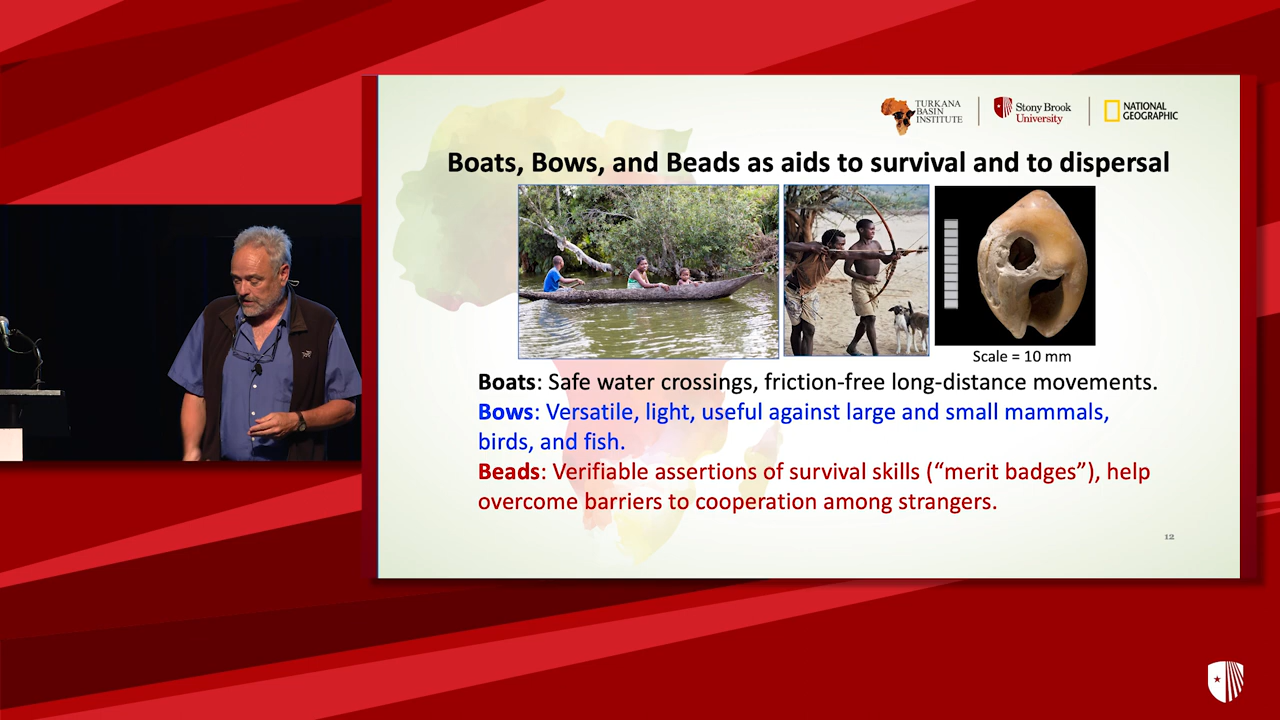 TURKANA
BASIN
INSTITUTE
Stony Brook
University
NATIONAL
GEOGRAPHIC
Boats, Bows, and Beads as aids to survival and to dispersal
Scale = 10 mm
Boats: Safe water crossings, friction-free long-distance movements.
Bows: Versatile, light, useful against large and small mammals,
birds, and fish.
Beads: Verifiable assertions of survival skills (“merit badges”), help
overcome barriers to cooperation among strangers.
12